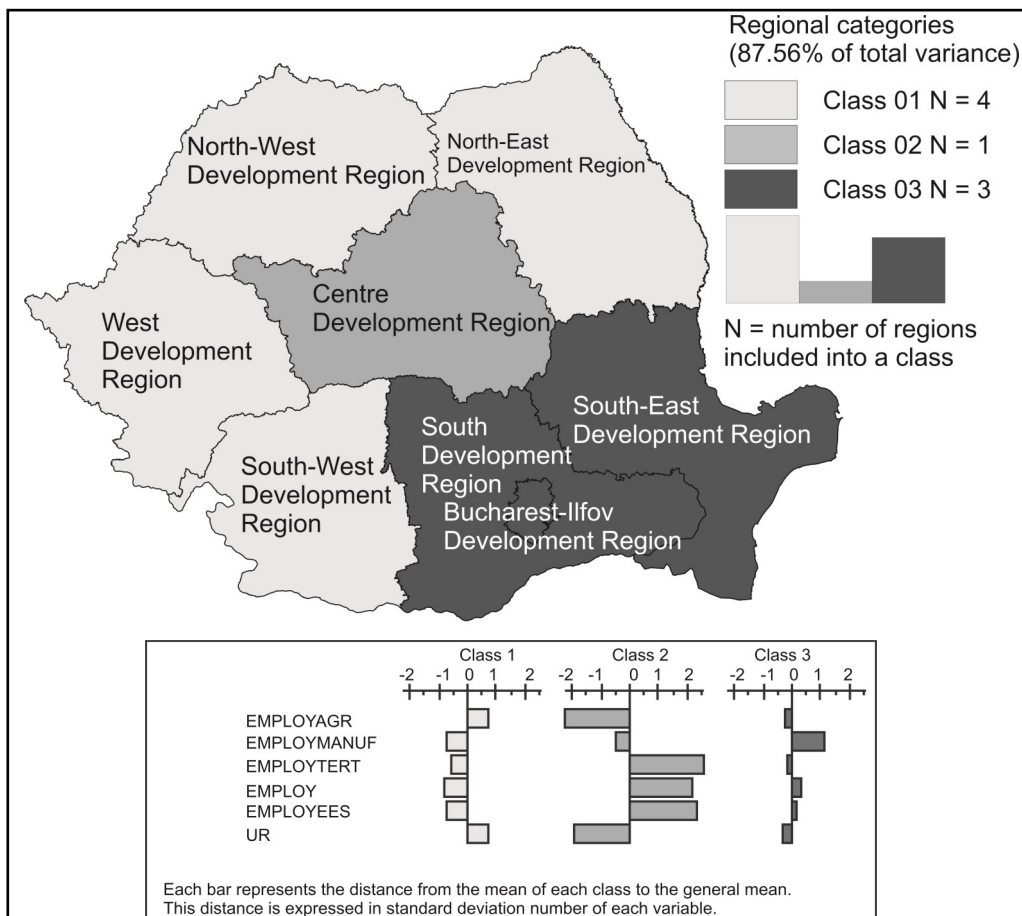 Regional categories
(87.56% of total variance)
Class 01 N = 4
Class 02 N = 1
Class 03 N = 3
N = number of regions
included into a class
North-West
Development Region
North-East
Development Region
Centre
Development Region
West
Development
Region
South-East
Development Region
South
Development
Region
South-West
Development
Region
Bucharest-Ilfov
Development Region
Class 1 Class 2 Class 3
-2 -1 0 1 2 -2 -1 0 1 2 -2 -1 0 1 2
EMPLOYAGR
EMPLOYMANUF
EMPLOYTERT
EMPLOY
EMPLOYEES
UR
Each bar represents the distance from the mean of each class to the general mean.
This distance is expressed in standard deviation number of each variable.